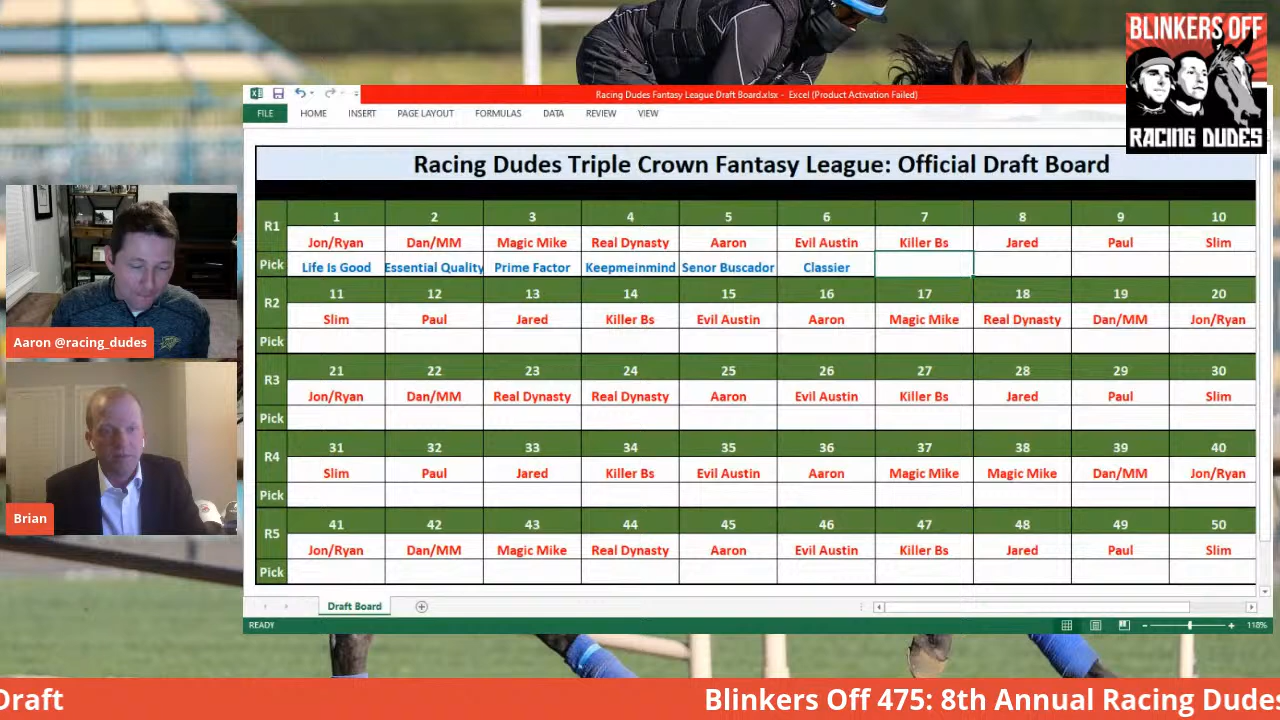 BLINKERS OFF
RACING DUDES
Racing Dudes Fantasy League Draft Board.xlsx - Excel (Product Activation Failed)
FILE HOME INSERT PAGE LAYOUT FORMULAS DATA REVIEW VIEW
Racing Dudes Triple Crown Fantasy League: Official Draft Board
R1 1 2 3 4 5 6 7 8 9 10
Jon/Ryan Dan/MM Magic Mike Real Dynasty Aaron Evil Austin Killer Bs Jared Paul Slim
Pick Life Is Good Essential Quality Prime Factor Keepmeinmind Senor Buscador Classier
R2 11 12 13 14 15 16 17 18 19 20
Slim Paul Jared Killer Bs Evil Austin Aaron Magic Mike Real Dynasty Dan/MM Jon/Ryan
Pick
R3 21 22 23 24 25 26 27 28 29 30
Jon/Ryan Dan/MM Real Dynasty Real Dynasty Aaron Evil Austin Killer Bs Jared Paul Slim
Pick
R4 31 32 33 34 35 36 37 38 39 40
Slim Paul Jared Killer Bs Evil Austin Aaron Magic Mike Magic Mike Dan/MM Jon/Ryan
Pick
R5 41 42 43 44 45 46 47 48 49 50
Jon/Ryan Dan/MM Magic Mike Real Dynasty Aaron Evil Austin Killer Bs Jared Paul Slim
Pick
Draft Board
READY 118%
Aaron @racing_dudes
Brian
Draft Blinkers Off 475: 8th Annual Racing Dudes